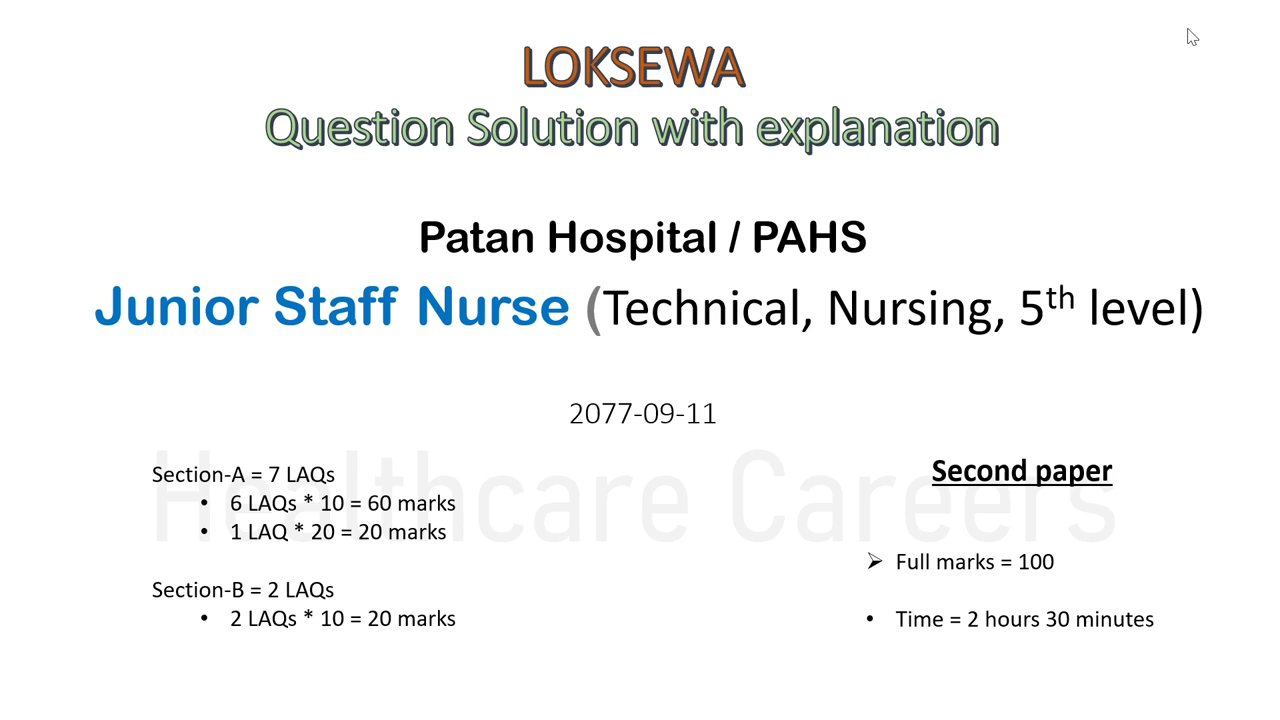 LOKSEWA
Question Solution with explanation
Patan Hospital / PAHS
Junior Staff Nurse (Technical, Nursing, 5th level)
2077-09-11
Healthcare Careers
Section-A = 7 LAQs
• 6 LAQs * 10 = 60 marks
• 1 LAQ * 20 = 20 marks
Section-B = 2 LAQs
• 2 LAQs * 10 = 20 marks
Second paper
➢ Full marks = 100
• Time = 2 hours 30 minutes